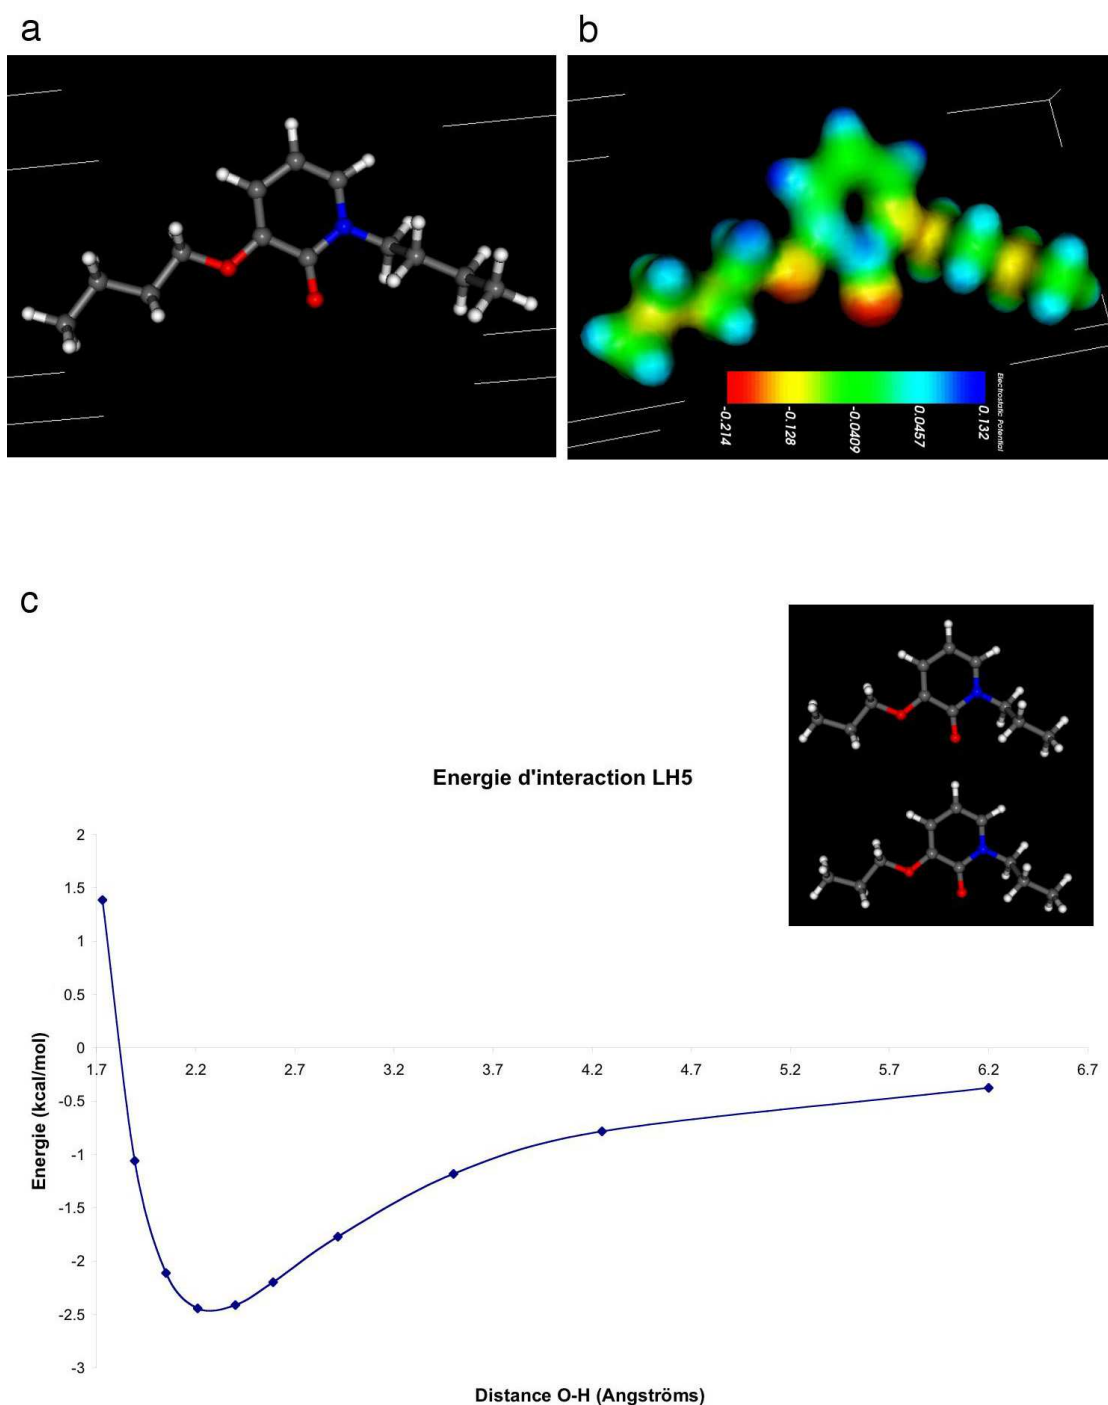 a
b
Electrostatic Potential
-0.214
-0.128
-0.0409
0.0457
0.132
c
Energie d'interaction LH5
2
1.5
1
0.5
0
-0.5
-1
-1.5
-2
-2.5
-3
1.7 2.2 2.7 3.2 3.7 4.2 4.7 5.2 5.7 6.2 6.7
Energie (kcal/mol)
Distance O-H (Angströms)